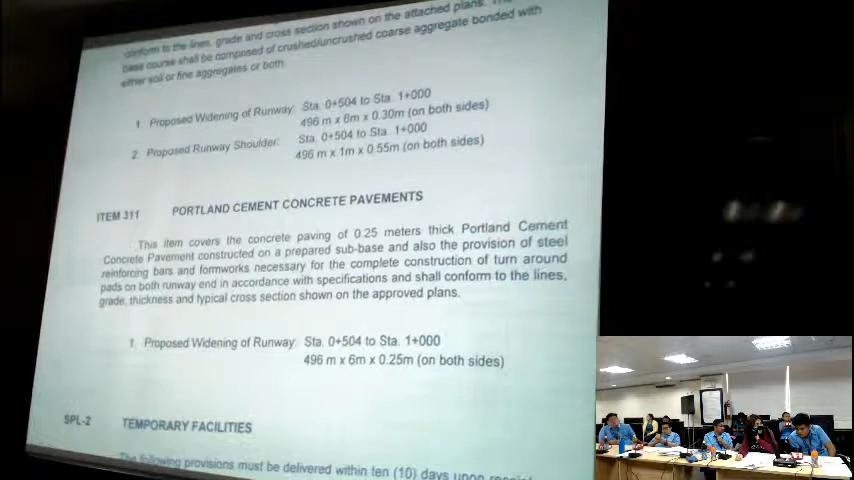 conform to the lines, grade and cross section shown on the attached plans. The
base course shall be composed of crushed/uncrushed coarse aggregate bonded with
either soil or fine aggregates or both.
1. Proposed Widening of Runway: Sta. 0+504 to Sta. 1+000
496 m x 6m x 0.30m (on both sides)
2. Proposed Runway Shoulder: Sta. 0+504 to Sta. 1+000
496 m x 1m x 0.55m (on both sides)
ITEM 311 PORTLAND CEMENT CONCRETE PAVEMENTS
This item covers the concrete paving of 0.25 meters thick Portland Cement
Concrete Pavement constructed on a prepared sub-base and also the provision of steel
reinforcing bars and formworks necessary for the complete construction of turn around
pads on both runway end in accordance with specifications and shall conform to the lines,
grade, thickness and typical cross section shown on the approved plans.
1. Proposed Widening of Runway: Sta. 0+504 to Sta. 1+000
496 m x 6m x 0.25m (on both sides)
SPL-2 TEMPORARY FACILITIES
The following provisions must be delivered within ten (10) days upon receipt